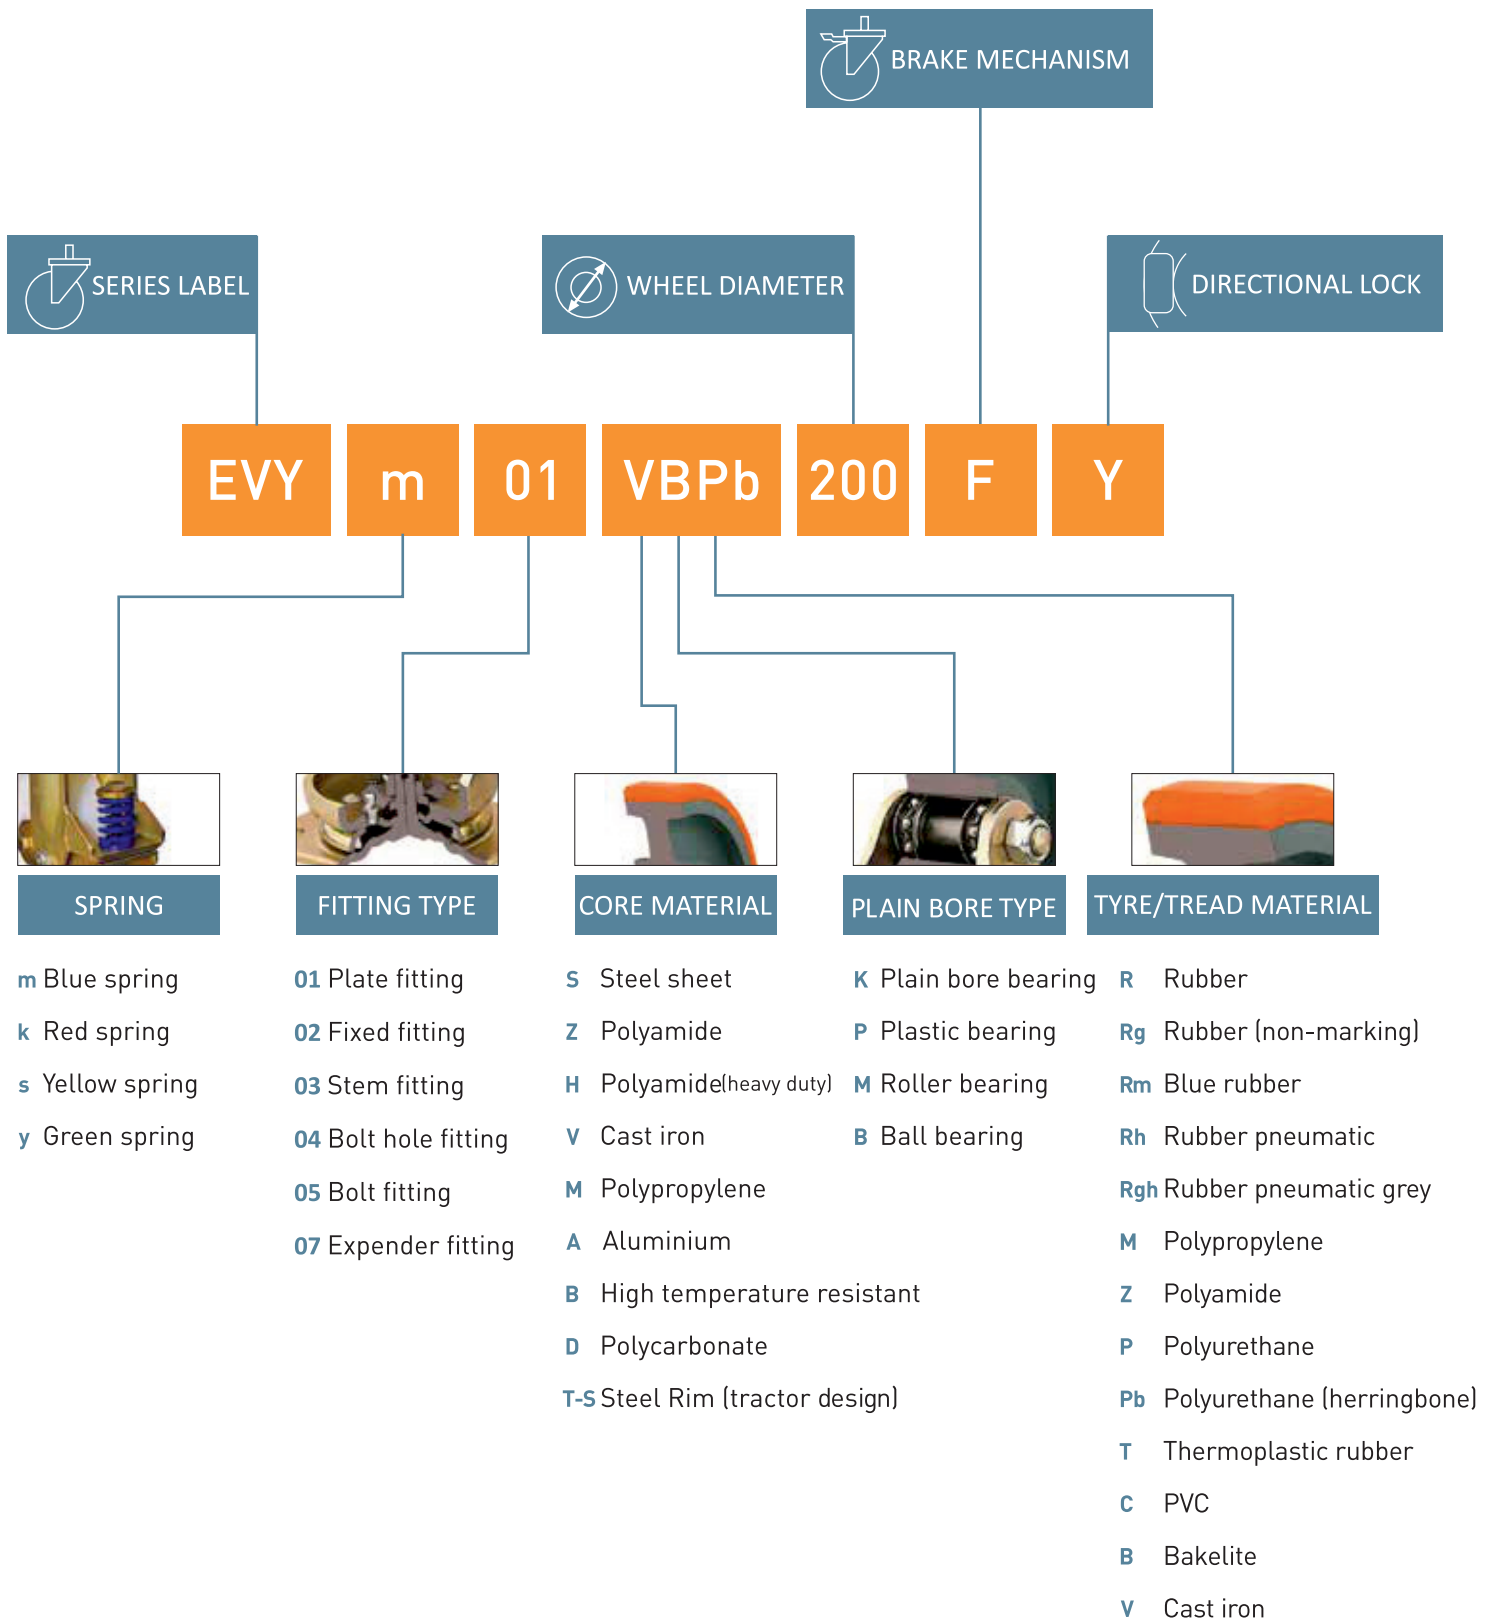 BRAKE MECHANISM
SERIES LABEL
WHEEL DIAMETER
DIRECTIONAL LOCK
EVY m 01 VBPb 200 F Y
SPRING
m Blue spring
k Red spring
s Yellow spring
y Green spring
FITTING TYPE
01 Plate fitting
02 Fixed fitting
03 Stem fitting
04 Bolt hole fitting
05 Bolt fitting
07 Expender fitting
CORE MATERIAL
S Steel sheet
Z Polyamide
H Polyamide(heavy duty)
V Cast iron
M Polypropylene
A Aluminium
B High temperature resistant
D Polycarbonate
T-S Steel Rim (tractor design)
PLAIN BORE TYPE
K Plain bore bearing
P Plastic bearing
M Roller bearing
B Ball bearing
TYRE/TREAD MATERIAL
R Rubber
Rg Rubber (non-marking)
Rm Blue rubber
Rh Rubber pneumatic
Rgh Rubber pneumatic grey
M Polypropylene
Z Polyamide
P Polyurethane
Pb Polyurethane (herringbone)
T Thermoplastic rubber
C PVC
B Bakelite
V Cast iron